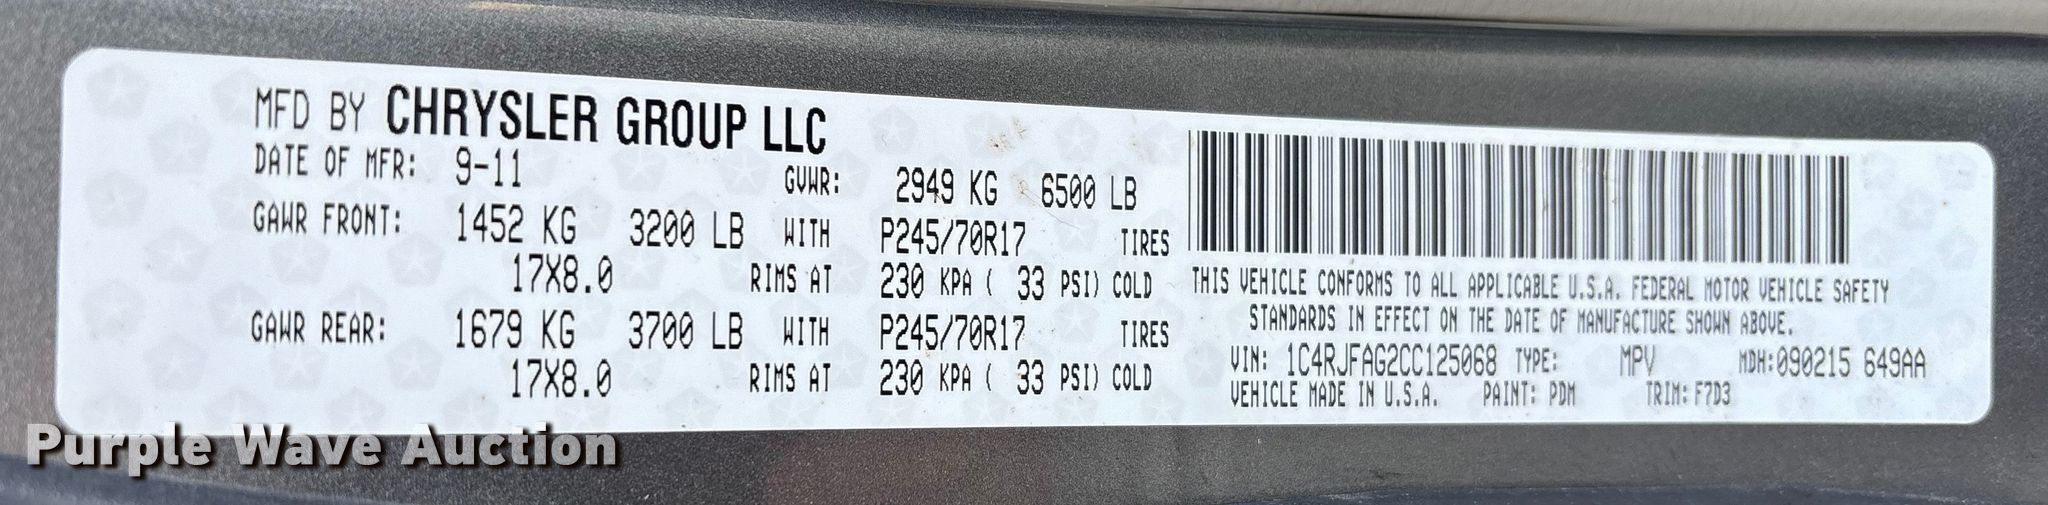 MFD BY CHRYSLER GROUP LLC
DATE OF MFR: 9-11 GVWR: 2949 KG 6500 LB
GAWR FRONT: 1452 KG 3200 LB WITH P245/70R17 TIRES
17X8.0 RIMS AT 230 KPA ( 33 PSI) COLD
GAWR REAR: 1679 KG 3700 LB WITH P245/70R17 TIRES
17X8.0 RIMS AT 230 KPA ( 33 PSI) COLD
THIS VEHICLE CONFORMS TO ALL APPLICABLE U.S.A. FEDERAL MOTOR VEHICLE SAFETY
STANDARDS IN EFFECT ON THE DATE OF MANUFACTURE SHOWN ABOVE.
VIN: 1C4RJFAG2CC125068 TYPE: MPV MDH:090215 649AA
VEHICLE MADE IN U.S.A. PAINT: PDM TRIM: F7D3
Purple Wave Auction